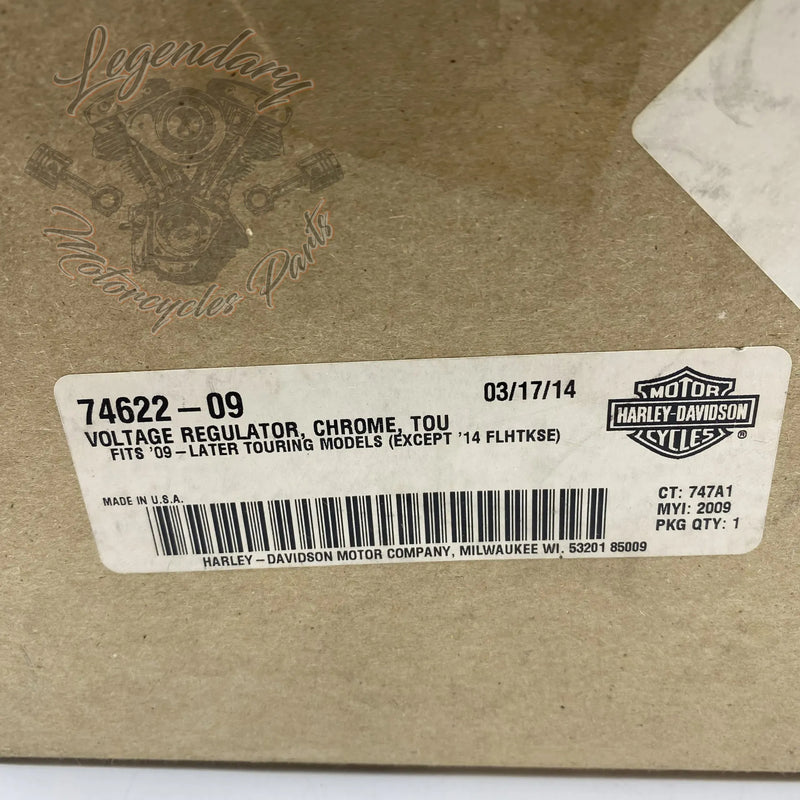 Legendary
Motorcycles Parts
74622-09
03/17/14
VOLTAGE REGULATOR, CHROME, TOU
FITS '09-LATER TOURING MODELS (EXCEPT '14 FLHTKSE)
MOTOR
HARLEY-DAVIDSON
CYCLES
®
MADE IN U.S.A.
CT: 747A1
MYI: 2009
PKG QTY: 1
HARLEY-DAVIDSON MOTOR COMPANY, MILWAUKEE WI. 53201 85009